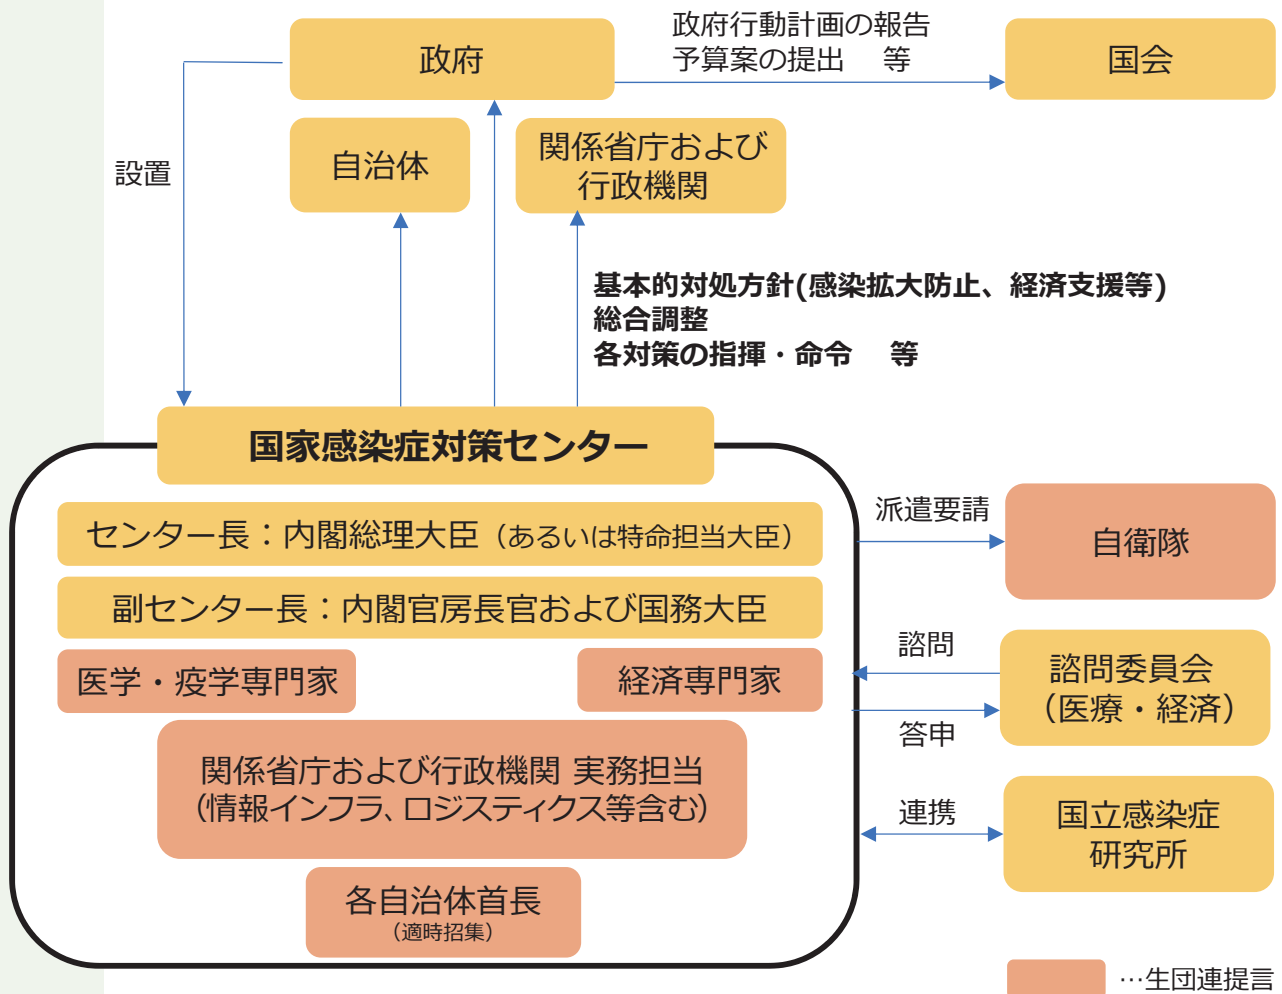 政府
政府行動計画の報告
予算案の提出　等
国会
設置
自治体
関係省庁および
行政機関
基本的対処方針(感染拡大防止、経済支援等)
総合調整
各対策の指揮・命令　等
国家感染症対策センター
センター長：内閣総理大臣（あるいは特命担当大臣）
副センター長：内閣官房長官および国務大臣
医学・疫学専門家
経済専門家
関係省庁および行政機関 実務担当
（情報インフラ、ロジスティクス等含む）
各自治体首長
（適時招集）
派遣要請
自衛隊
諮問
諮問委員会
（医療・経済）
答申
連携
国立感染症
研究所
…生団連提言